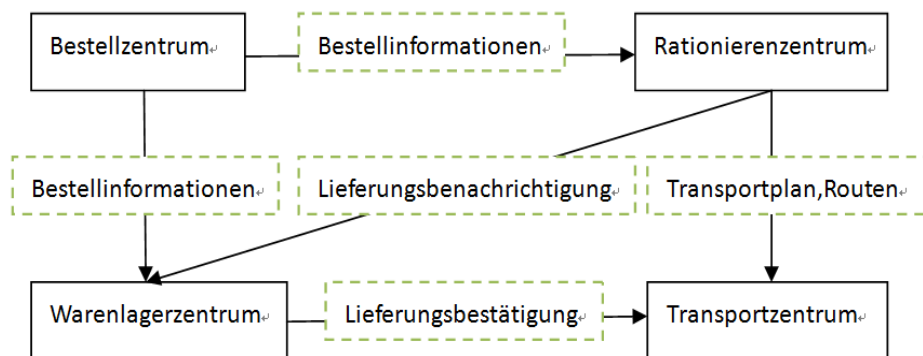 Bestellzentrum
Bestellinformationen
Rationierenzentrum
Bestellinformationen
Lieferungsbenachrichtigung
Transportplan,Routen
Warenlagerzentrum
Lieferungsbestätigung
Transportzentrum